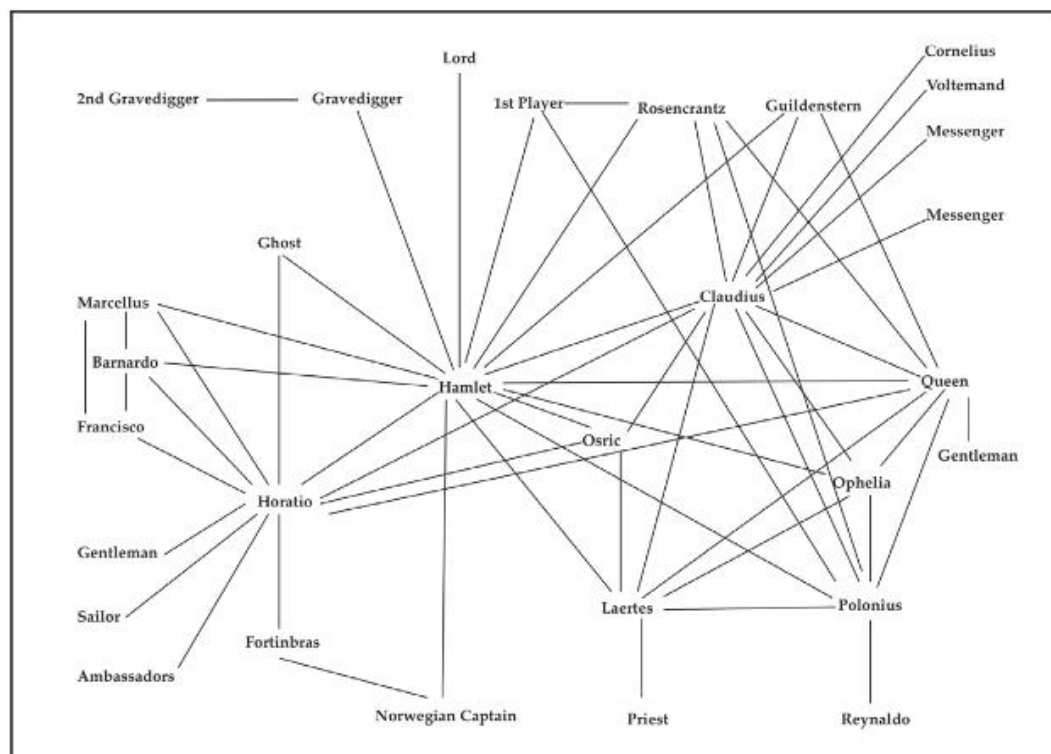 Cornelius
Lord
Voltemand
2nd Gravedigger
Gravedigger
1st Player
Rosencrantz
Guildenstern
Messenger
Messenger
Ghost
Claudius
Marcellus
Barnardo
Hamlet
Queen
Francisco
Osric
Gentleman
Ophelia
Horatio
Gentleman
Laertes
Polonius
Sailor
Fortinbras
Ambassadors
Norwegian Captain
Priest
Reynaldo